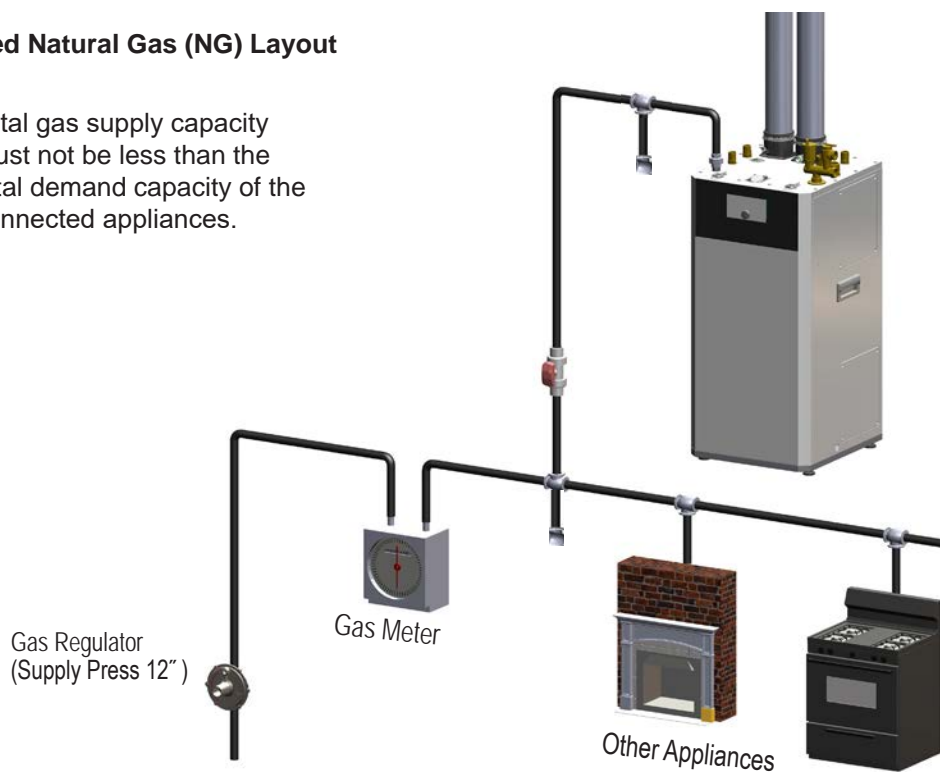 ed Natural Gas (NG) Layout
tal gas supply capacity
ust not be less than the
tal demand capacity of the
nnected appliances.
Gas Meter
Gas Regulator
(Supply Press 12˝ )
Other Appliances